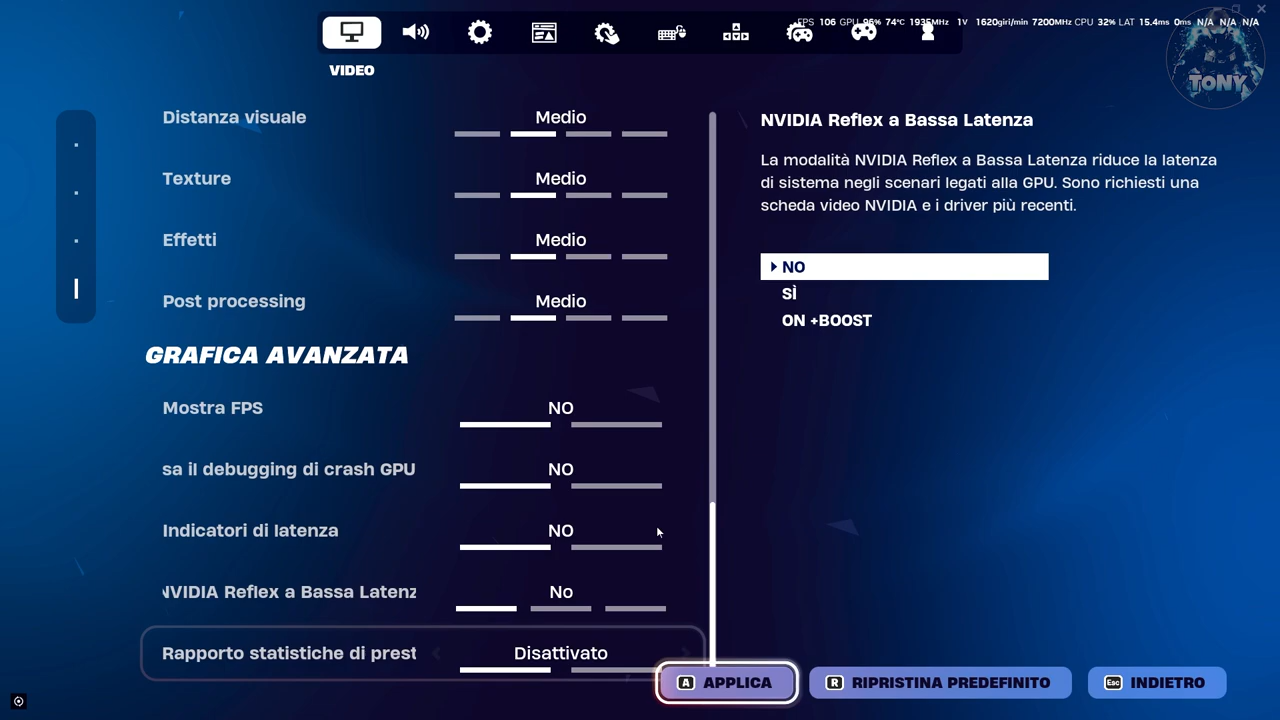 FPS 106 GPU 96% 74°C 1935MHz 1V 1620giri/min 7200MHz CPU 32% LAT 15.4ms 0ms N/A N/A N/A
VIDEO
TONY
Distanza visuale Medio
Texture Medio
Effetti Medio
Post processing Medio
GRAFICA AVANZATA
Mostra FPS NO
sa il debugging di crash GPU NO
Indicatori di latenza NO
NVIDIA Reflex a Bassa Latenz No
Rapporto statistiche di prest Disattivato
NVIDIA Reflex a Bassa Latenza
La modalità NVIDIA Reflex a Bassa Latenza riduce la latenza
di sistema negli scenari legati alla GPU. Sono richiesti una
scheda video NVIDIA e i driver più recenti.
NO
SÌ
ON +BOOST
A APPLICA
R RIPRISTINA PREDEFINITO
Esc INDIETRO